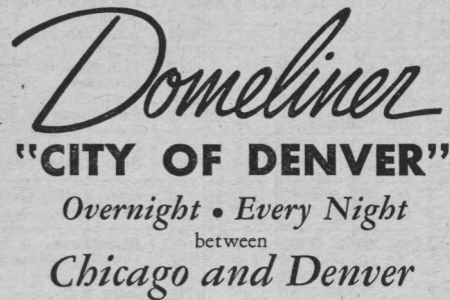 Domeliner
"CITY OF DENVER"
Overnight • Every Night
between
Chicago and Denver